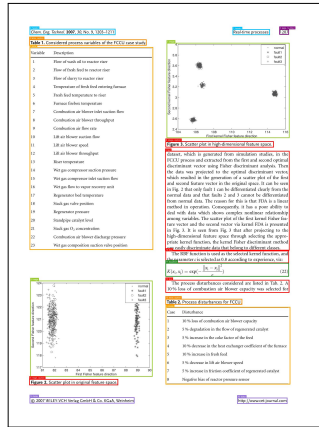 Chem. Eng. Technol. 2007, 30, No. 9, 1203–1211
Real-time processes
Table 1. Considered process variables of the FCCU case study.
Variable Description
1 Flow of wash oil to reactor riser
2 Flow of fresh feed to reactor riser
3 Flow of slurry to reactor riser
4 Temperature of fresh feed entering furnace
5 Fresh feed temperature to riser
6 Furnace firebox temperature
7 Combustion air blower inlet suction flow
8 Combustion air blower throughput
9 Combustion air flow rate
10 Lift air blower suction flow
11 Lift air blower speed
12 Lift air blower throughput
13 Riser temperature
14 Wet gas compressor suction pressure
15 Wet gas compressor inlet suction flow
16 Wet gas flow to vapor recovery unit
17 Regenerator bed temperature
18 Stack gas valve position
19 Regenerator pressure
20 Standpipe catalyst level
21 Stack gas O₂ concentration
22 Combustion air blower discharge pressure
23 Wet gas composition suction valve position
normal
fault1
fault2
fault3
First Kernel Fisher feature direction
Figure 3. Scatter plot in high-dimensional feature space.
dataset, which is generated from simulation studies, in the
FCCU process and extracted from the first and second optimal
discriminant vector using Fisher discriminant analysis. Then
the data was projected to the optimal discriminant vector,
which resulted in the generation of a scatter plot of the first
and second feature vector in the original space. It can be seen
in Fig. 2 that only fault 1 can be differentiated clearly from the
normal data and that faults 2 and 3 cannot be differentiated
from normal data. The reason for this is that FDA is a linear
method in operation. Consequently, it has a poor ability to
deal with data which shows complex nonlinear relationship
among variables. The scatter plot of the first kernel Fisher fea-
ture vector and the second vector via kernel FDA is presented
in Fig. 3. It is seen from Fig. 3 that after projecting to the
high-dimensional feature space through selecting the appro-
priate kernel function, the kernel Fisher discriminant method
can easily discriminate data that belong to different classes.
The RBF function is used as the selected kernel function, and
the parameter is selected as 0.8 according to experience, viz:
(22)
The process disturbances considered are listed in Tab. 2. A
10 % loss of combustion air blower capacity was selected for
Table 2. Process disturbances for FCCU.
Case Disturbance
1 10 % loss of combustion air blower capacity
2 5 % degradation in the flow of regenerated catalyst
3 5 % increase in the coke factor of the feed
4 10 % decrease in the heat exchanger coefficient of the furnace
5 10 % increase in fresh feed
6 5 % decrease in lift air blower speed
7 5 % increase in friction coefficient of regenerated catalyst
8 Negative bias of reactor pressure sensor
normal
fault1
fault2
fault3
First Fisher feature direction
Figure 2. Scatter plot in original feature space.
© 2007 WILEY-VCH Verlag GmbH & Co. KGaA, Weinheim
http://www.cet-journal.com